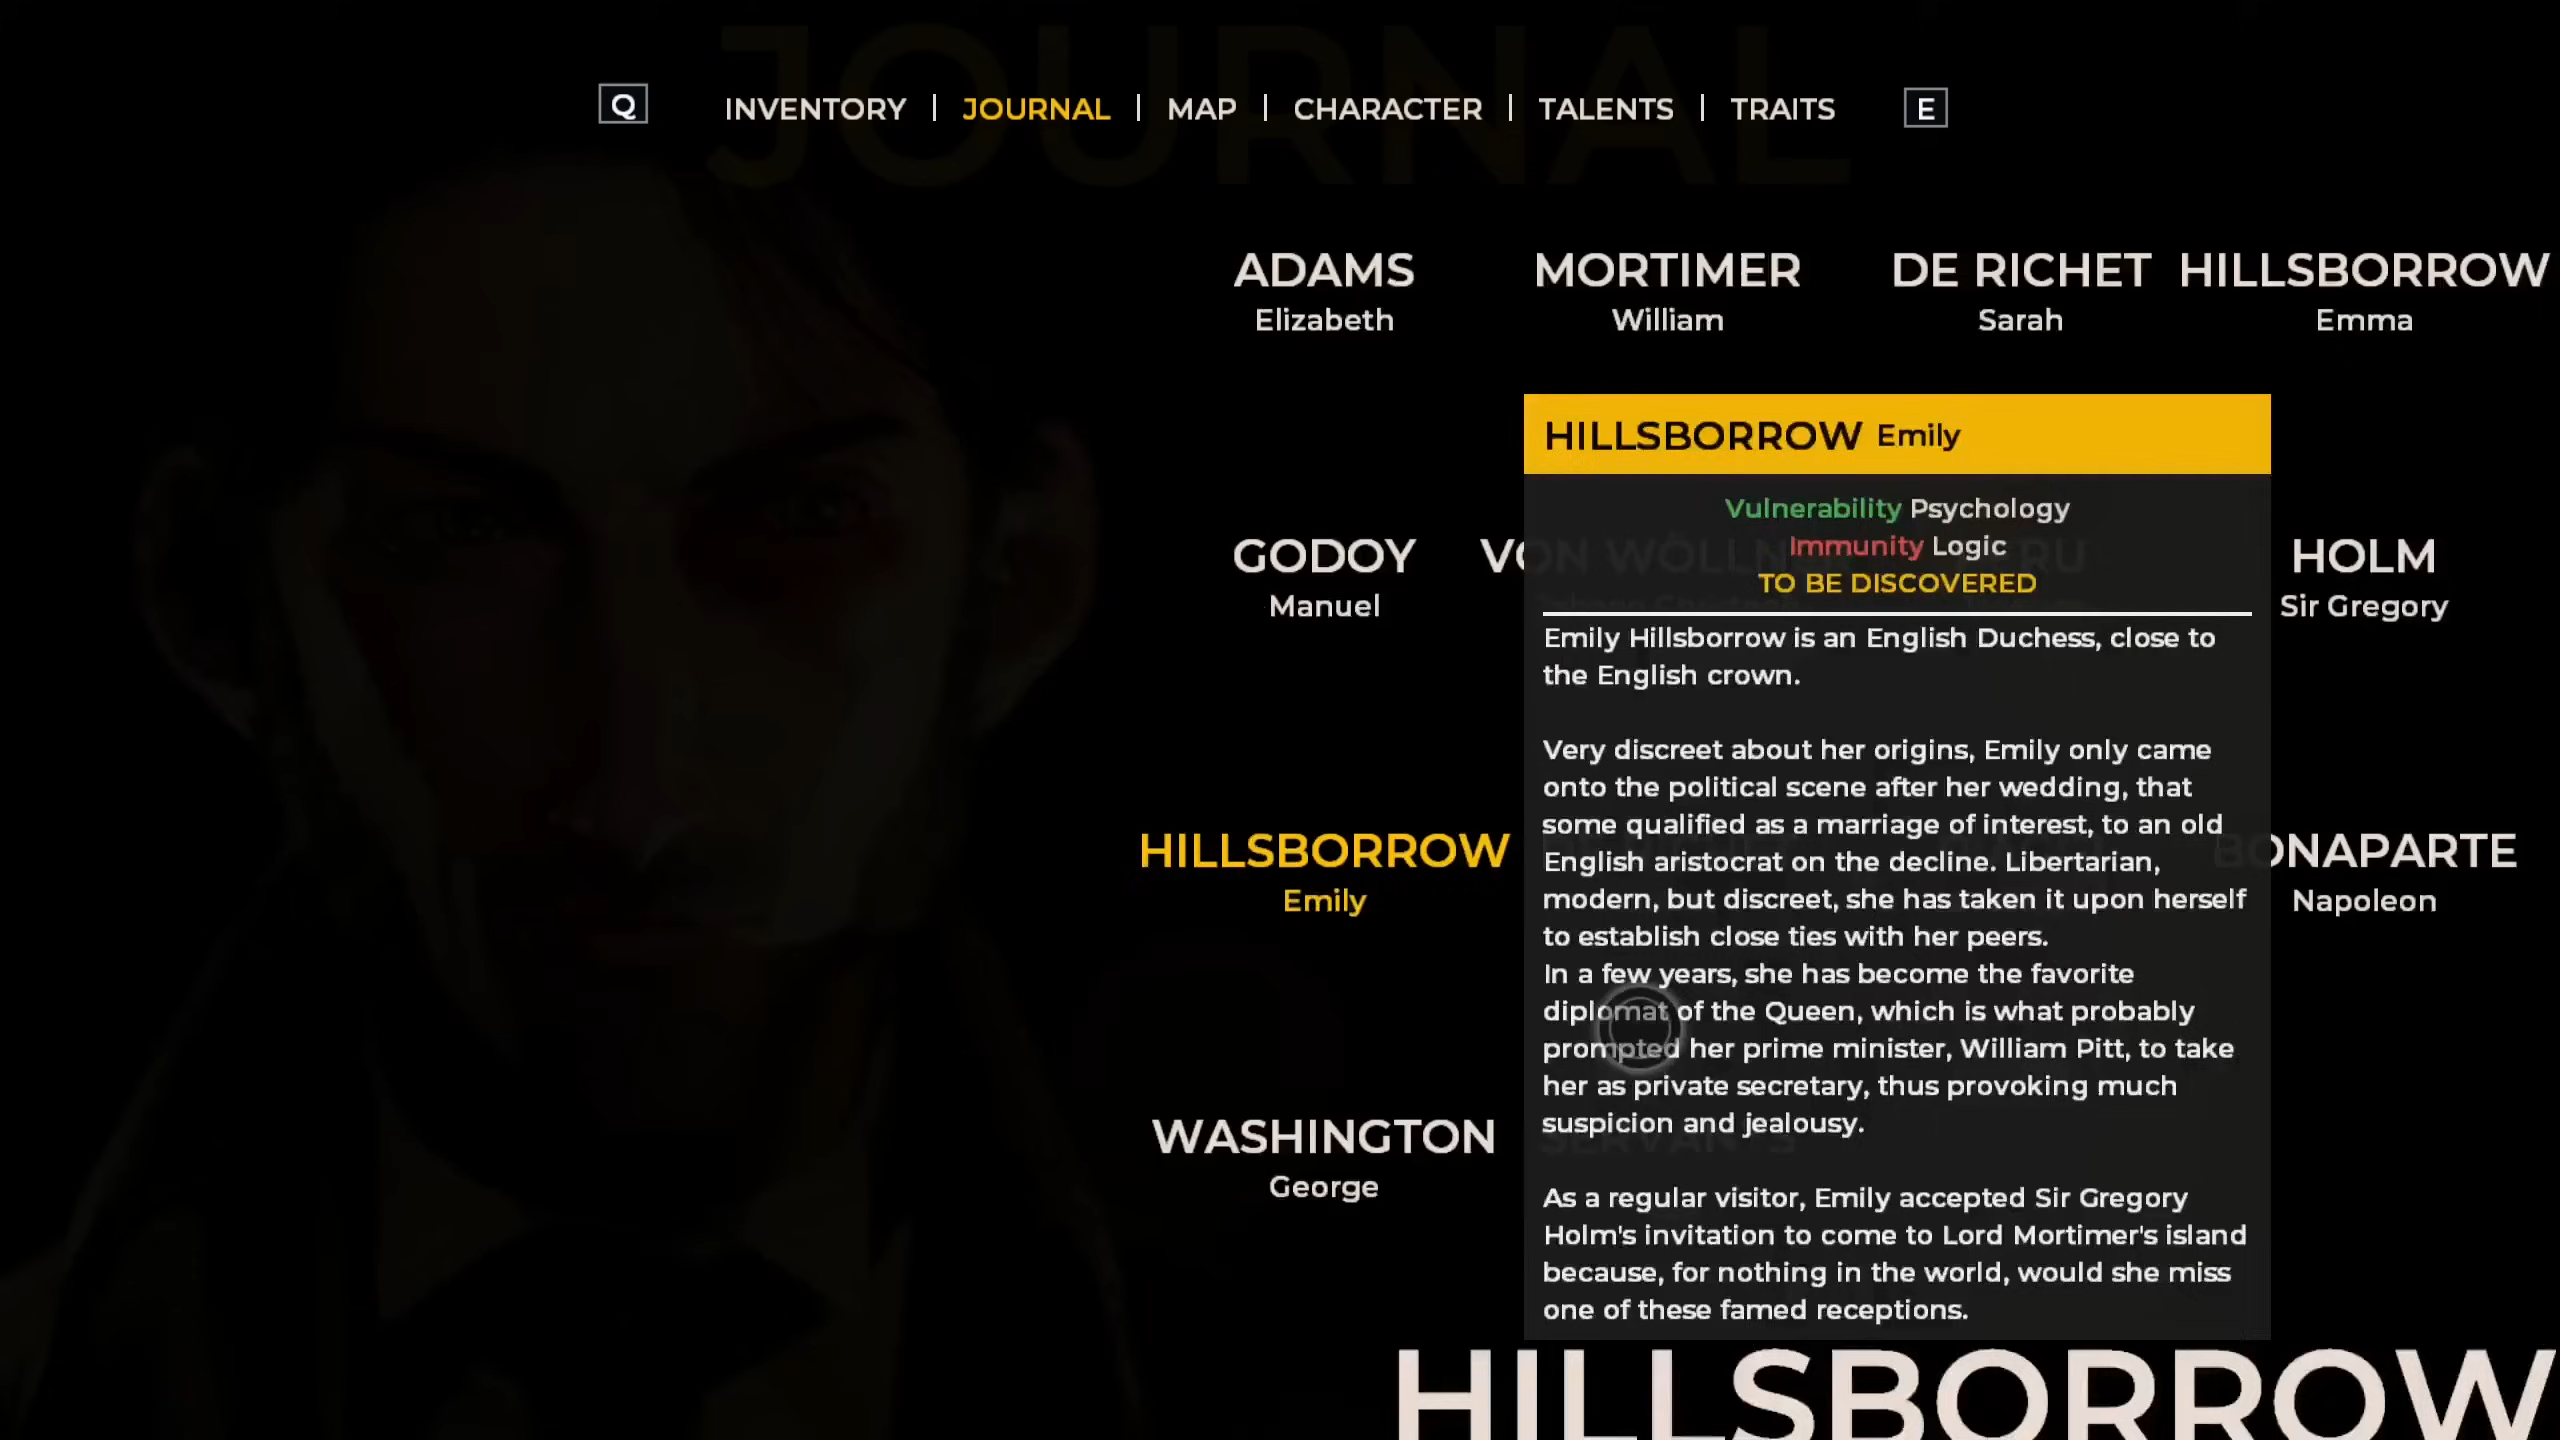 JOURNAL
Q INVENTORY | JOURNAL | MAP | CHARACTER | TALENTS | TRAITS E
ADAMS MORTIMER DE RICHET HILLSBORROW
Elizabeth William Sarah Emma
HILLSBORROW Emily
Vulnerability Psychology
Immunity Logic
TO BE DISCOVERED
GODOY VON WÖLLNER HOLM
Manuel Sir Gregory
Emily Hillsborrow is an English Duchess, close to
the English crown.
Very discreet about her origins, Emily only came
onto the political scene after her wedding, that
some qualified as a marriage of interest, to an old
English aristocrat on the decline. Libertarian,
modern, but discreet, she has taken it upon herself
to establish close ties with her peers.
In a few years, she has become the favorite
diplomat of the Queen, which is what probably
prompted her prime minister, William Pitt, to take
her as private secretary, thus provoking much
suspicion and jealousy.
As a regular visitor, Emily accepted Sir Gregory
Holm's invitation to come to Lord Mortimer's island
because, for nothing in the world, would she miss
one of these famed receptions.
HILLSBORROW BONAPARTE
Emily Napoleon
WASHINGTON SERVANTS
George
HILLSBORROW